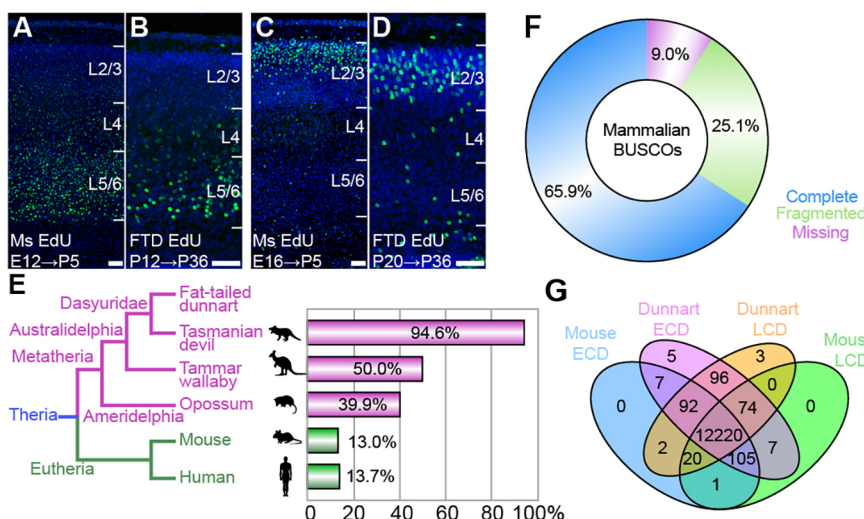 A
B
C
D
F
L2/3
L4
L5/6
Ms EdU
E12→P5
L2/3
L4
L5/6
FTD EdU
P12→P36
L2/3
L4
L5/6
Ms EdU
E16→P5
L2/3
L4
L5/6
FTD EdU
P20→P36
9.0%
25.1%
65.9%
Mammalian
BUSCOs
Complete
Fragmented
Missing
E
Dasyuridae
Fat-tailed
dunnart
Australidelphia
Tasmanian
devil
Metatheria
Tammar
wallaby
Theria
Ameridelphia
Opossum
Mouse
Eutheria
Human
94.6%
50.0%
39.9%
13.0%
13.7%
0 20 40 60 80 100%
G
Mouse
ECD
Dunnart
ECD
Dunnart
LCD
Mous
LCD
5
3
7
96
0
0
92
74
0
12220
2
20
105
7
1